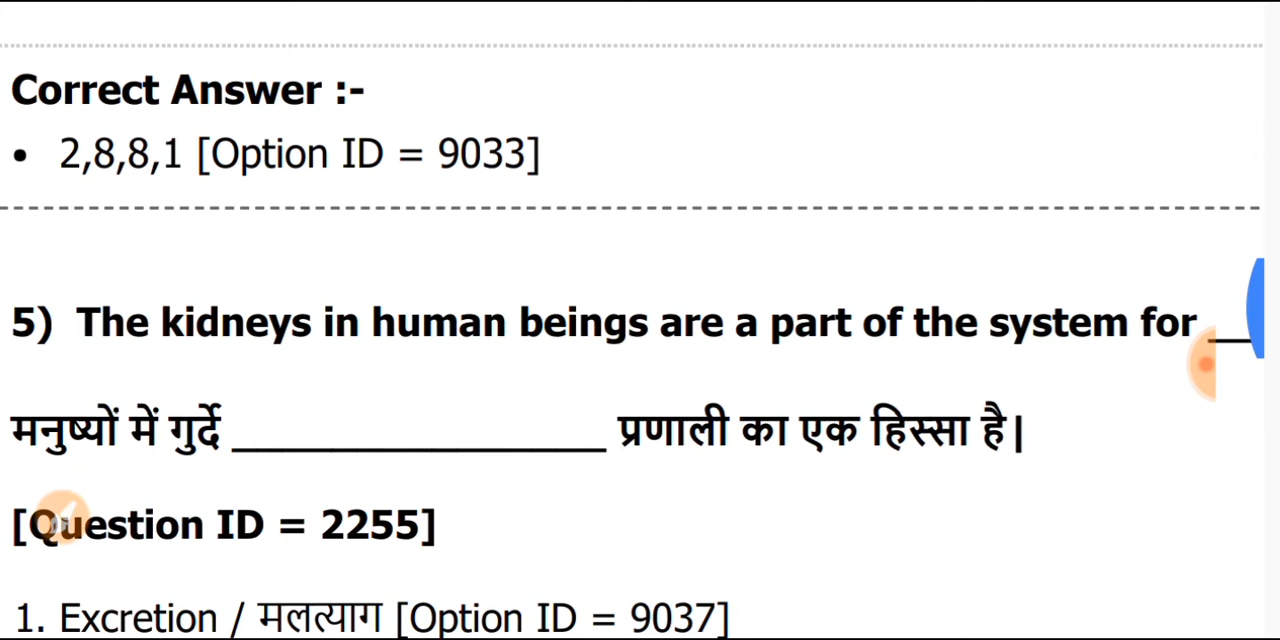 Correct Answer :-
• 2,8,8,1 [Option ID = 9033]
5) The kidneys in human beings are a part of the system for __
मनुष्यों में गुर्दे ________________ प्रणाली का एक हिस्सा है|
[Question ID = 2255]
1. Excretion / मलत्याग [Option ID = 9037]